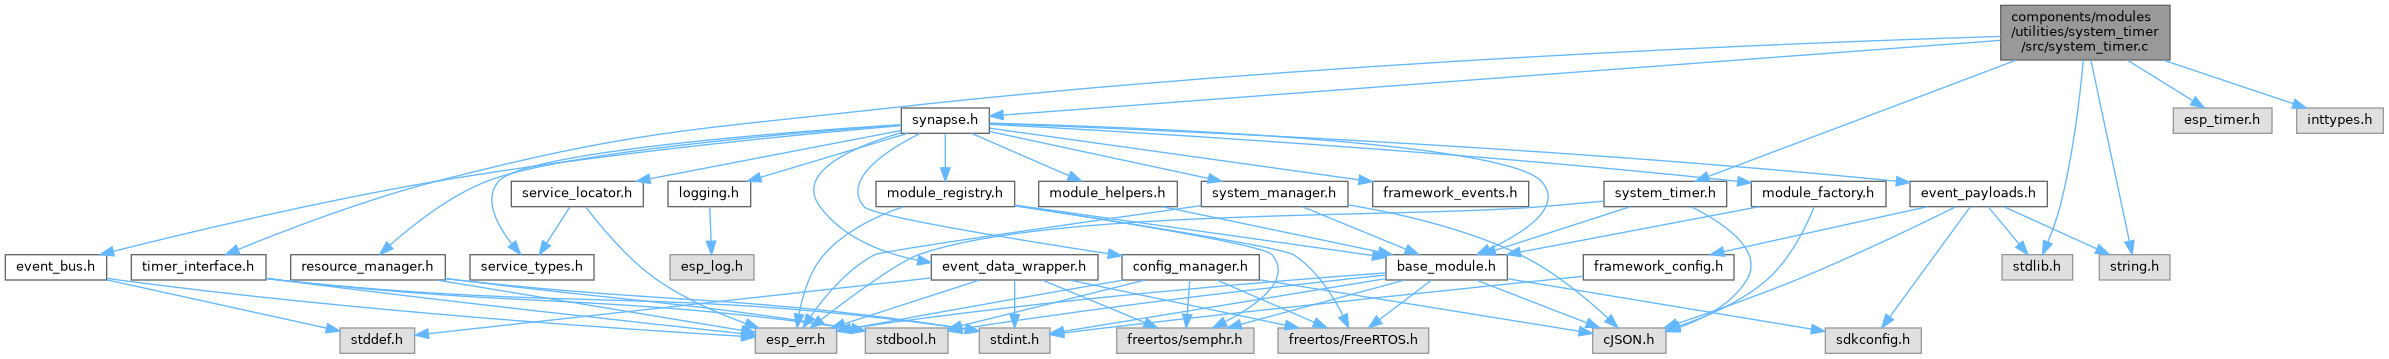 components/modules
/utilities/system_timer
/src/system_timer.c
synapse.h
esp_timer.h
inttypes.h
service_locator.h
logging.h
module_registry.h
module_helpers.h
system_manager.h
framework_events.h
system_timer.h
module_factory.h
event_payloads.h
event_bus.h
timer_interface.h
resource_manager.h
service_types.h
esp_log.h
event_data_wrapper.h
config_manager.h
base_module.h
framework_config.h
stdlib.h
string.h
stddef.h
esp_err.h
stdbool.h
stdint.h
freertos/semphr.h
freertos/FreeRTOS.h
cJSON.h
sdkconfig.h